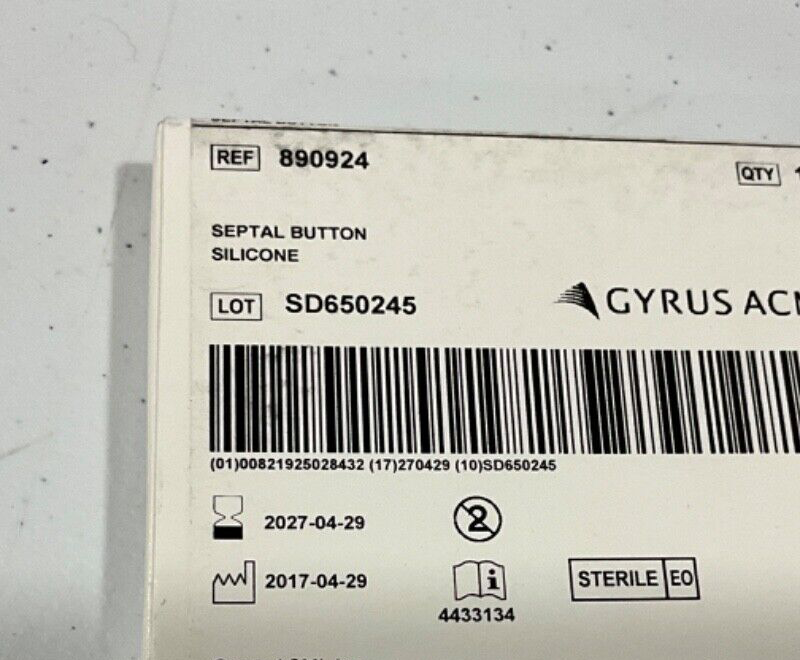 REF 890924
QTY
SEPTAL BUTTON
SILICONE
LOT SD650245
GYRUS
(01)00821925028432 (17)270429 (10)SD650245
2027-04-29
2
2017-04-29
i
STERILE EO
4433134